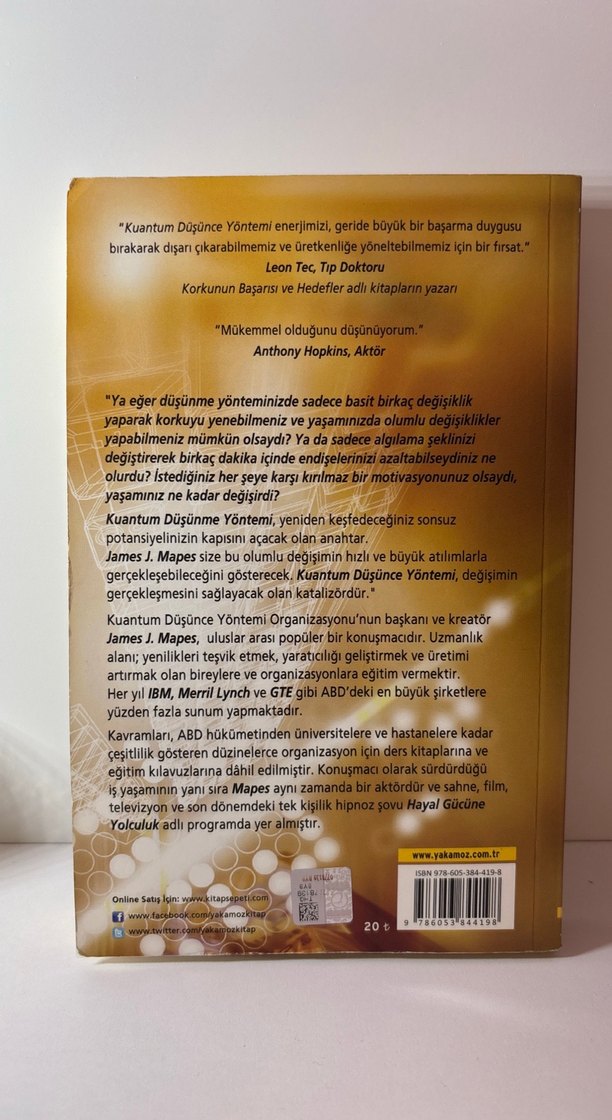 "Kuantum Düşünce Yöntemi enerjimizi, geride büyük bir başarma duygusu
bırakarak dışarı çıkarabilmemiz ve üretkenliğe yöneltebilmemiz için bir fırsat."
Leon Tec, Tıp Doktoru
Korkunun Başarısı ve Hedefler adlı kitapların yazarı
"Mükemmel olduğunu düşünüyorum."
Anthony Hopkins, Aktör
"Ya eğer düşünme yönteminizde sadece basit birkaç değişiklik
yaparak korkuyu yenebilmeniz ve yaşamınızda olumlu değişiklikler
yapabilmeniz mümkün olsaydı? Ya da sadece algılama şeklinizi
değiştirerek birkaç dakika içinde endişelerinizi azaltabilseydiniz ne
olurdu? İstediğiniz her şeye karşı kırılmaz bir motivasyonunuz olsaydı,
yaşamınız ne kadar değişirdi?
Kuantum Düşünme Yöntemi, yeniden keşfedeceğiniz sonsuz
potansiyelinizin kapısını açacak olan anahtar.
James J. Mapes size bu olumlu değişimin hızlı ve büyük atılımlarla
gerçekleşebileceğini gösterecek. Kuantum Düşünce Yöntemi, değişimin
gerçekleşmesini sağlayacak olan katalizördür."
Kuantum Düşünce Yöntemi Organizasyonu'nun başkanı ve kreatör
James J. Mapes, uluslar arası popüler bir konuşmacıdır. Uzmanlık
alanı; yenilikleri teşvik etmek, yaratıcılığı geliştirmek ve üretimi
artırmak olan bireylere ve organizasyonlara eğitim vermektir.
Her yıl IBM, Merril Lynch ve GTE gibi ABD'deki en büyük şirketlere
yüzden fazla sunum yapmaktadır.
Kavramları, ABD hükümetinden üniversitelere ve hastanelere kadar
çeşitlilik gösteren düzinelerce organizasyon için ders kitaplarına ve
eğitim kılavuzlarına dâhil edilmiştir. Konuşmacı olarak sürdürdüğü
iş yaşamının yanı sıra Mapes aynı zamanda bir aktördür ve sahne, film,
televizyon ve son dönemdeki tek kişilik hipnoz şovu Hayal Gücüne
Yolculuk adlı programda yer almıştır.
www.yakamoz.com.tr
ISBN 978-605-384-419-8
9 786053 844198
Online Satış İçin: www.kitapsepeti.com
www.facebook.com/yakamozkitap
www.twitter.com/yakamozkitap
20 ₺